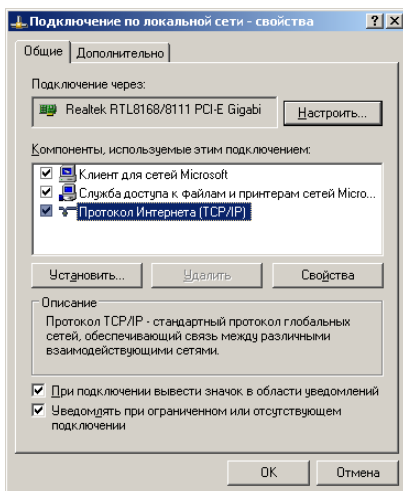 Подключение по локальной сети - свойства
Общие
Дополнительно
Подключение через:
Realtek RTL8168/8111 PCI-E Gigabi
Настроить...
Компоненты, используемые этим подключением:
Клиент для сетей Microsoft
Служба доступа к файлам и принтерам сетей Micro...
Протокол Интернета (TCP/IP)
Установить...
Удалить
Свойства
Описание
Протокол TCP/IP - стандартный протокол глобальных
сетей, обеспечивающий связь между различными
взаимодействующими сетями.
При подключении вывести значок в области уведомлений
Уведомлять при ограниченном или отсутствующем
подключении
OK
Отмена